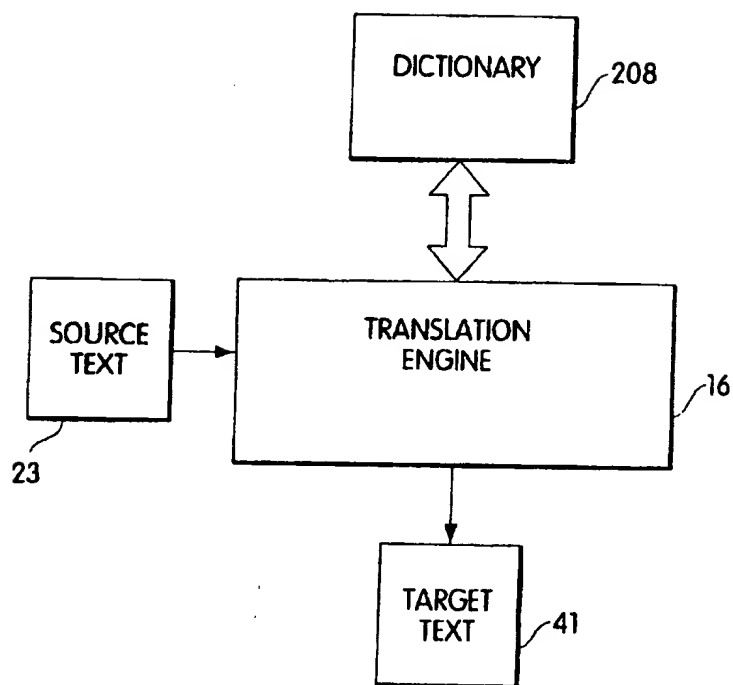 DICTIONARY
208
SOURCE
TEXT
23
TRANSLATION
ENGINE
16
TARGET
TEXT
41